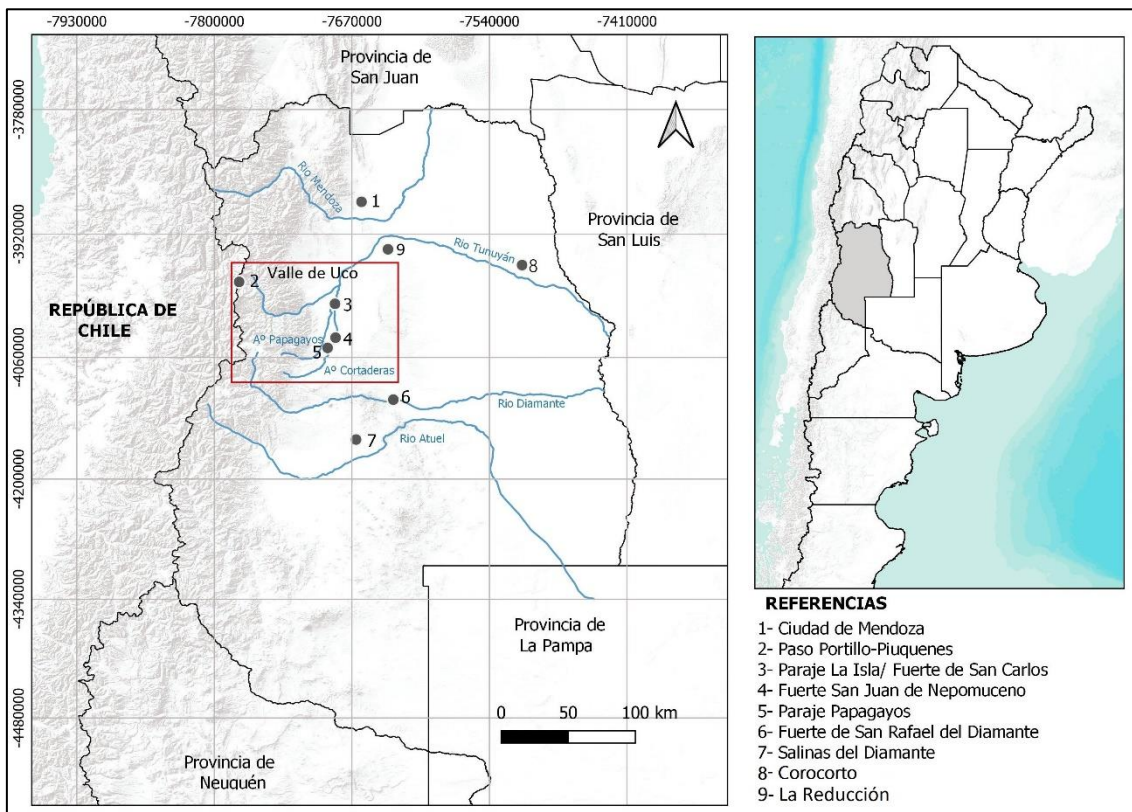 -7930000 -7800000 -7670000 -7540000 -7410000
Provincia de
San Juan
-3780000
Rio Mendoza
1
Provincia de
San Luis
-3920000
9
Rio Tunuyán
8
Valle de Uco
2
REPÚBLICA DE
CHILE
3
Aº Papagayos
4
5
-4060000
Aº Cortaderas
6
Rio Diamante
7
Rio Atuel
-4200000
-4340000
Provincia de
La Pampa
-4480000
0 50 100 km
Provincia de
Neuquén
REFERENCIAS
1- Ciudad de Mendoza
2- Paso Portillo-Piuquenes
3- Paraje La Isla/ Fuerte de San Carlos
4- Fuerte San Juan de Nepomuceno
5- Paraje Papagayos
6- Fuerte de San Rafael del Diamante
7- Salinas del Diamante
8- Corocorto
9- La Reducción